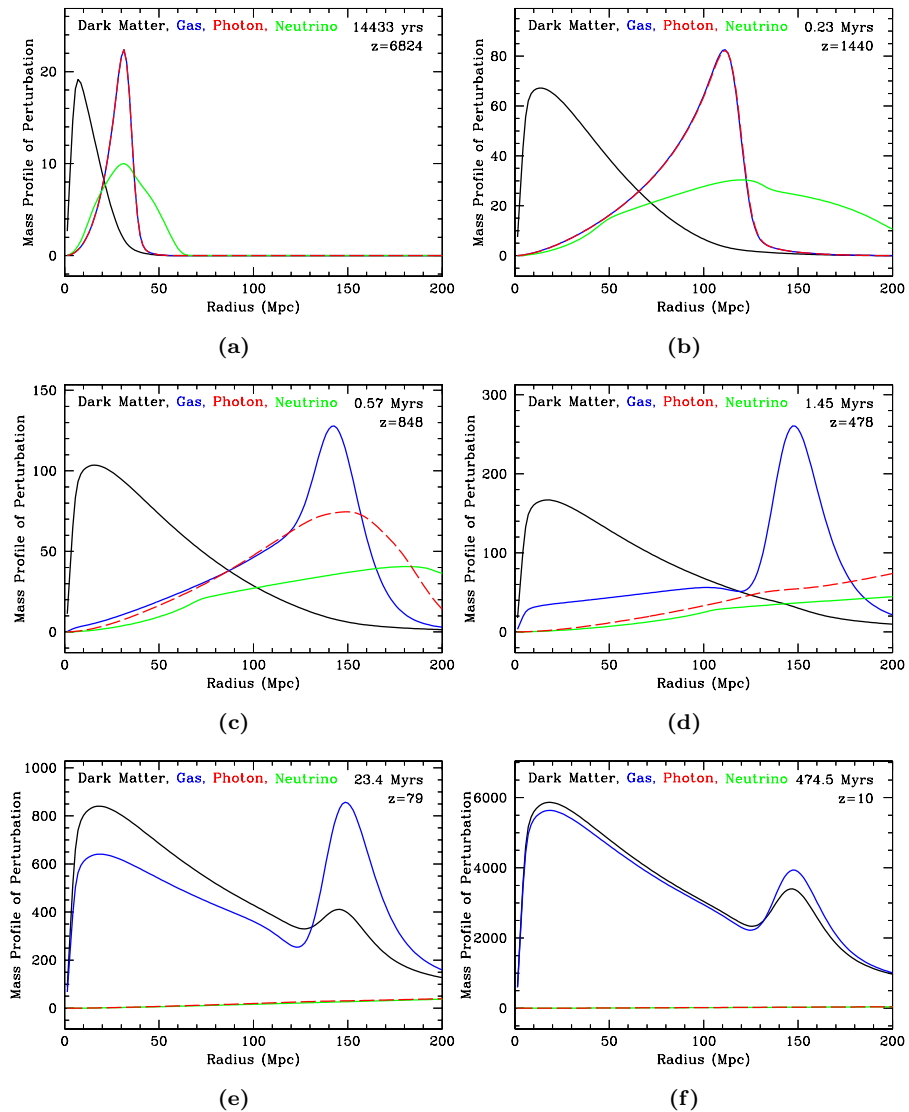 Dark Matter, Gas, Photon, Neutrino 14433 yrs
z=6824
Mass Profile of Perturbation
20
10
0
0 50 100 150 200
Radius (Mpc)
(a)
Dark Matter, Gas, Photon, Neutrino 0.23 Myrs
z=1440
Mass Profile of Perturbation
80
60
40
20
0
0 50 100 150 200
Radius (Mpc)
(b)
Dark Matter, Gas, Photon, Neutrino 0.57 Myrs
z=848
Mass Profile of Perturbation
150
100
50
0
0 50 100 150 200
Radius (Mpc)
(c)
Dark Matter, Gas, Photon, Neutrino 1.45 Myrs
z=478
Mass Profile of Perturbation
300
200
100
0
0 50 100 150 200
Radius (Mpc)
(d)
Dark Matter, Gas, Photon, Neutrino 23.4 Myrs
z=79
Mass Profile of Perturbation
1000
800
600
400
200
0
0 50 100 150 200
Radius (Mpc)
(e)
Dark Matter, Gas, Photon, Neutrino 474.5 Myrs
z=10
Mass Profile of Perturbation
6000
4000
2000
0
0 50 100 150 200
Radius (Mpc)
(f)